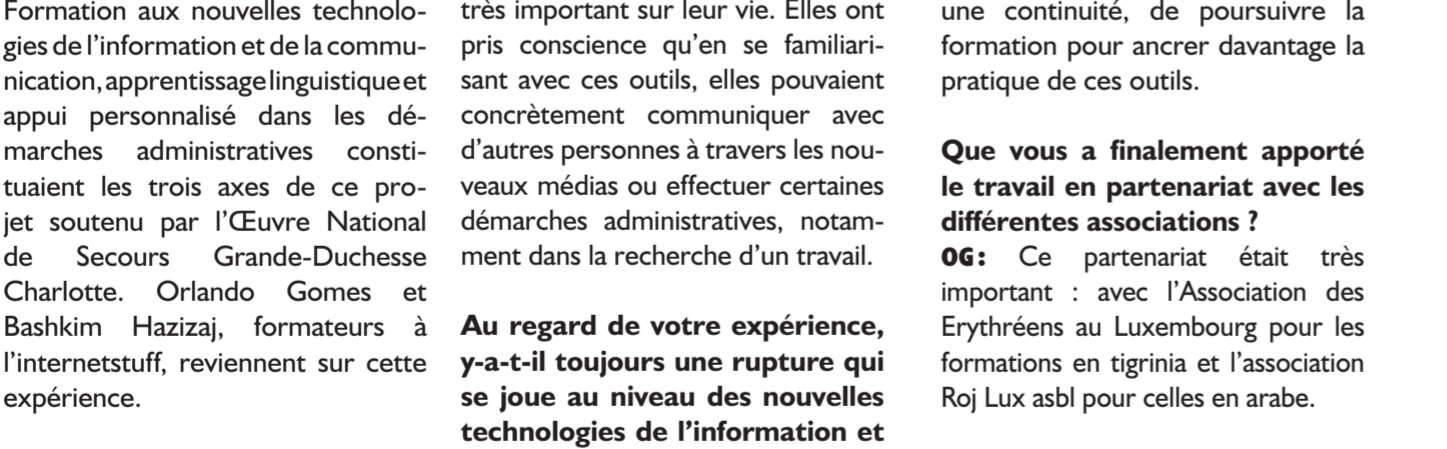 Formation aux nouvelles technolo-
gies de l'information et de la commu-
nication, apprentissage linguistique et
appui personnalisé dans les dé-
marches administratives consti-
tuaient les trois axes de ce pro-
jet soutenu par l'Œuvre National
de Secours Grande-Duchesse
Charlotte. Orlando Gomes et
Bashkim Hazizaj, formateurs à
l'internetstuff, reviennent sur cette
expérience.
très important sur leur vie. Elles ont
pris conscience qu'en se familiari-
sant avec ces outils, elles pouvaient
concrètement communiquer avec
d'autres personnes à travers les nou-
veaux médias ou effectuer certaines
démarches administratives, notam-
ment dans la recherche d'un travail.
Au regard de votre expérience,
y-a-t-il toujours une rupture qui
se joue au niveau des nouvelles
technologies de l'information et
une continuité, de poursuivre la
formation pour ancrer davantage la
pratique de ces outils.
Que vous a finalement apporté
le travail en partenariat avec les
différentes associations ?
OG: Ce partenariat était très
important : avec l'Association des
Erythréens au Luxembourg pour les
formations en tigrinia et l'association
Roj Lux asbl pour celles en arabe.